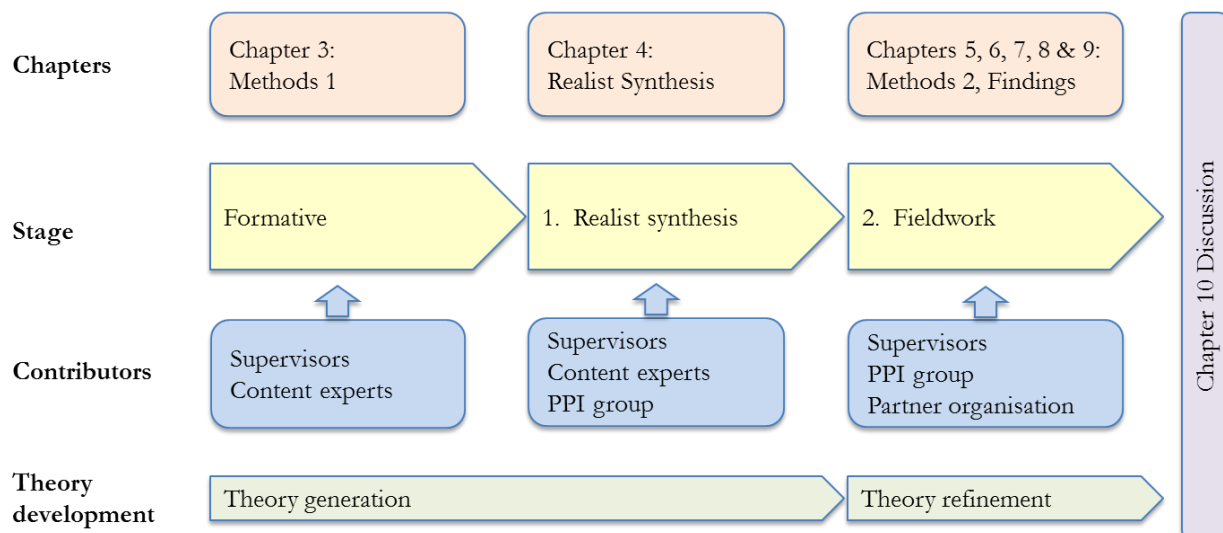 Chapters
Chapter 3:
Methods 1
Chapter 4:
Realist Synthesis
Chapters 5, 6, 7, 8 & 9:
Methods 2, Findings
Stage
Formative
1. Realist synthesis
2. Fieldwork
Contributors
Supervisors
Content experts
Supervisors
Content experts
PPI group
Supervisors
PPI group
Partner organisation
Theory
development
Theory generation
Theory refinement
Chapter 10 Discussion